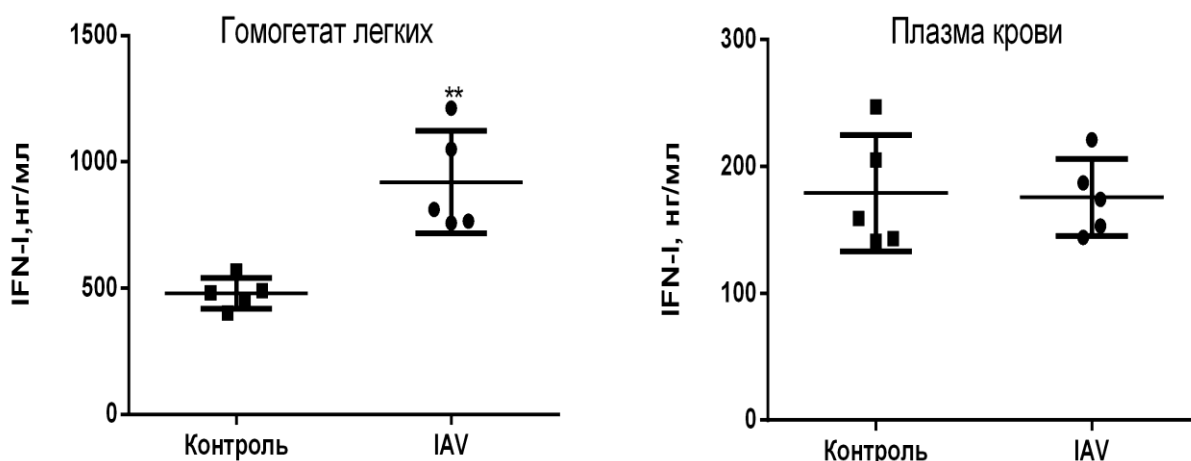 Гомогетат легких
1500
1000
500
0
IFN-I,нг/мл
**
Контроль
IAV
Плазма крови
300
200
100
0
IFN-I, нг/мл
Контроль
IAV